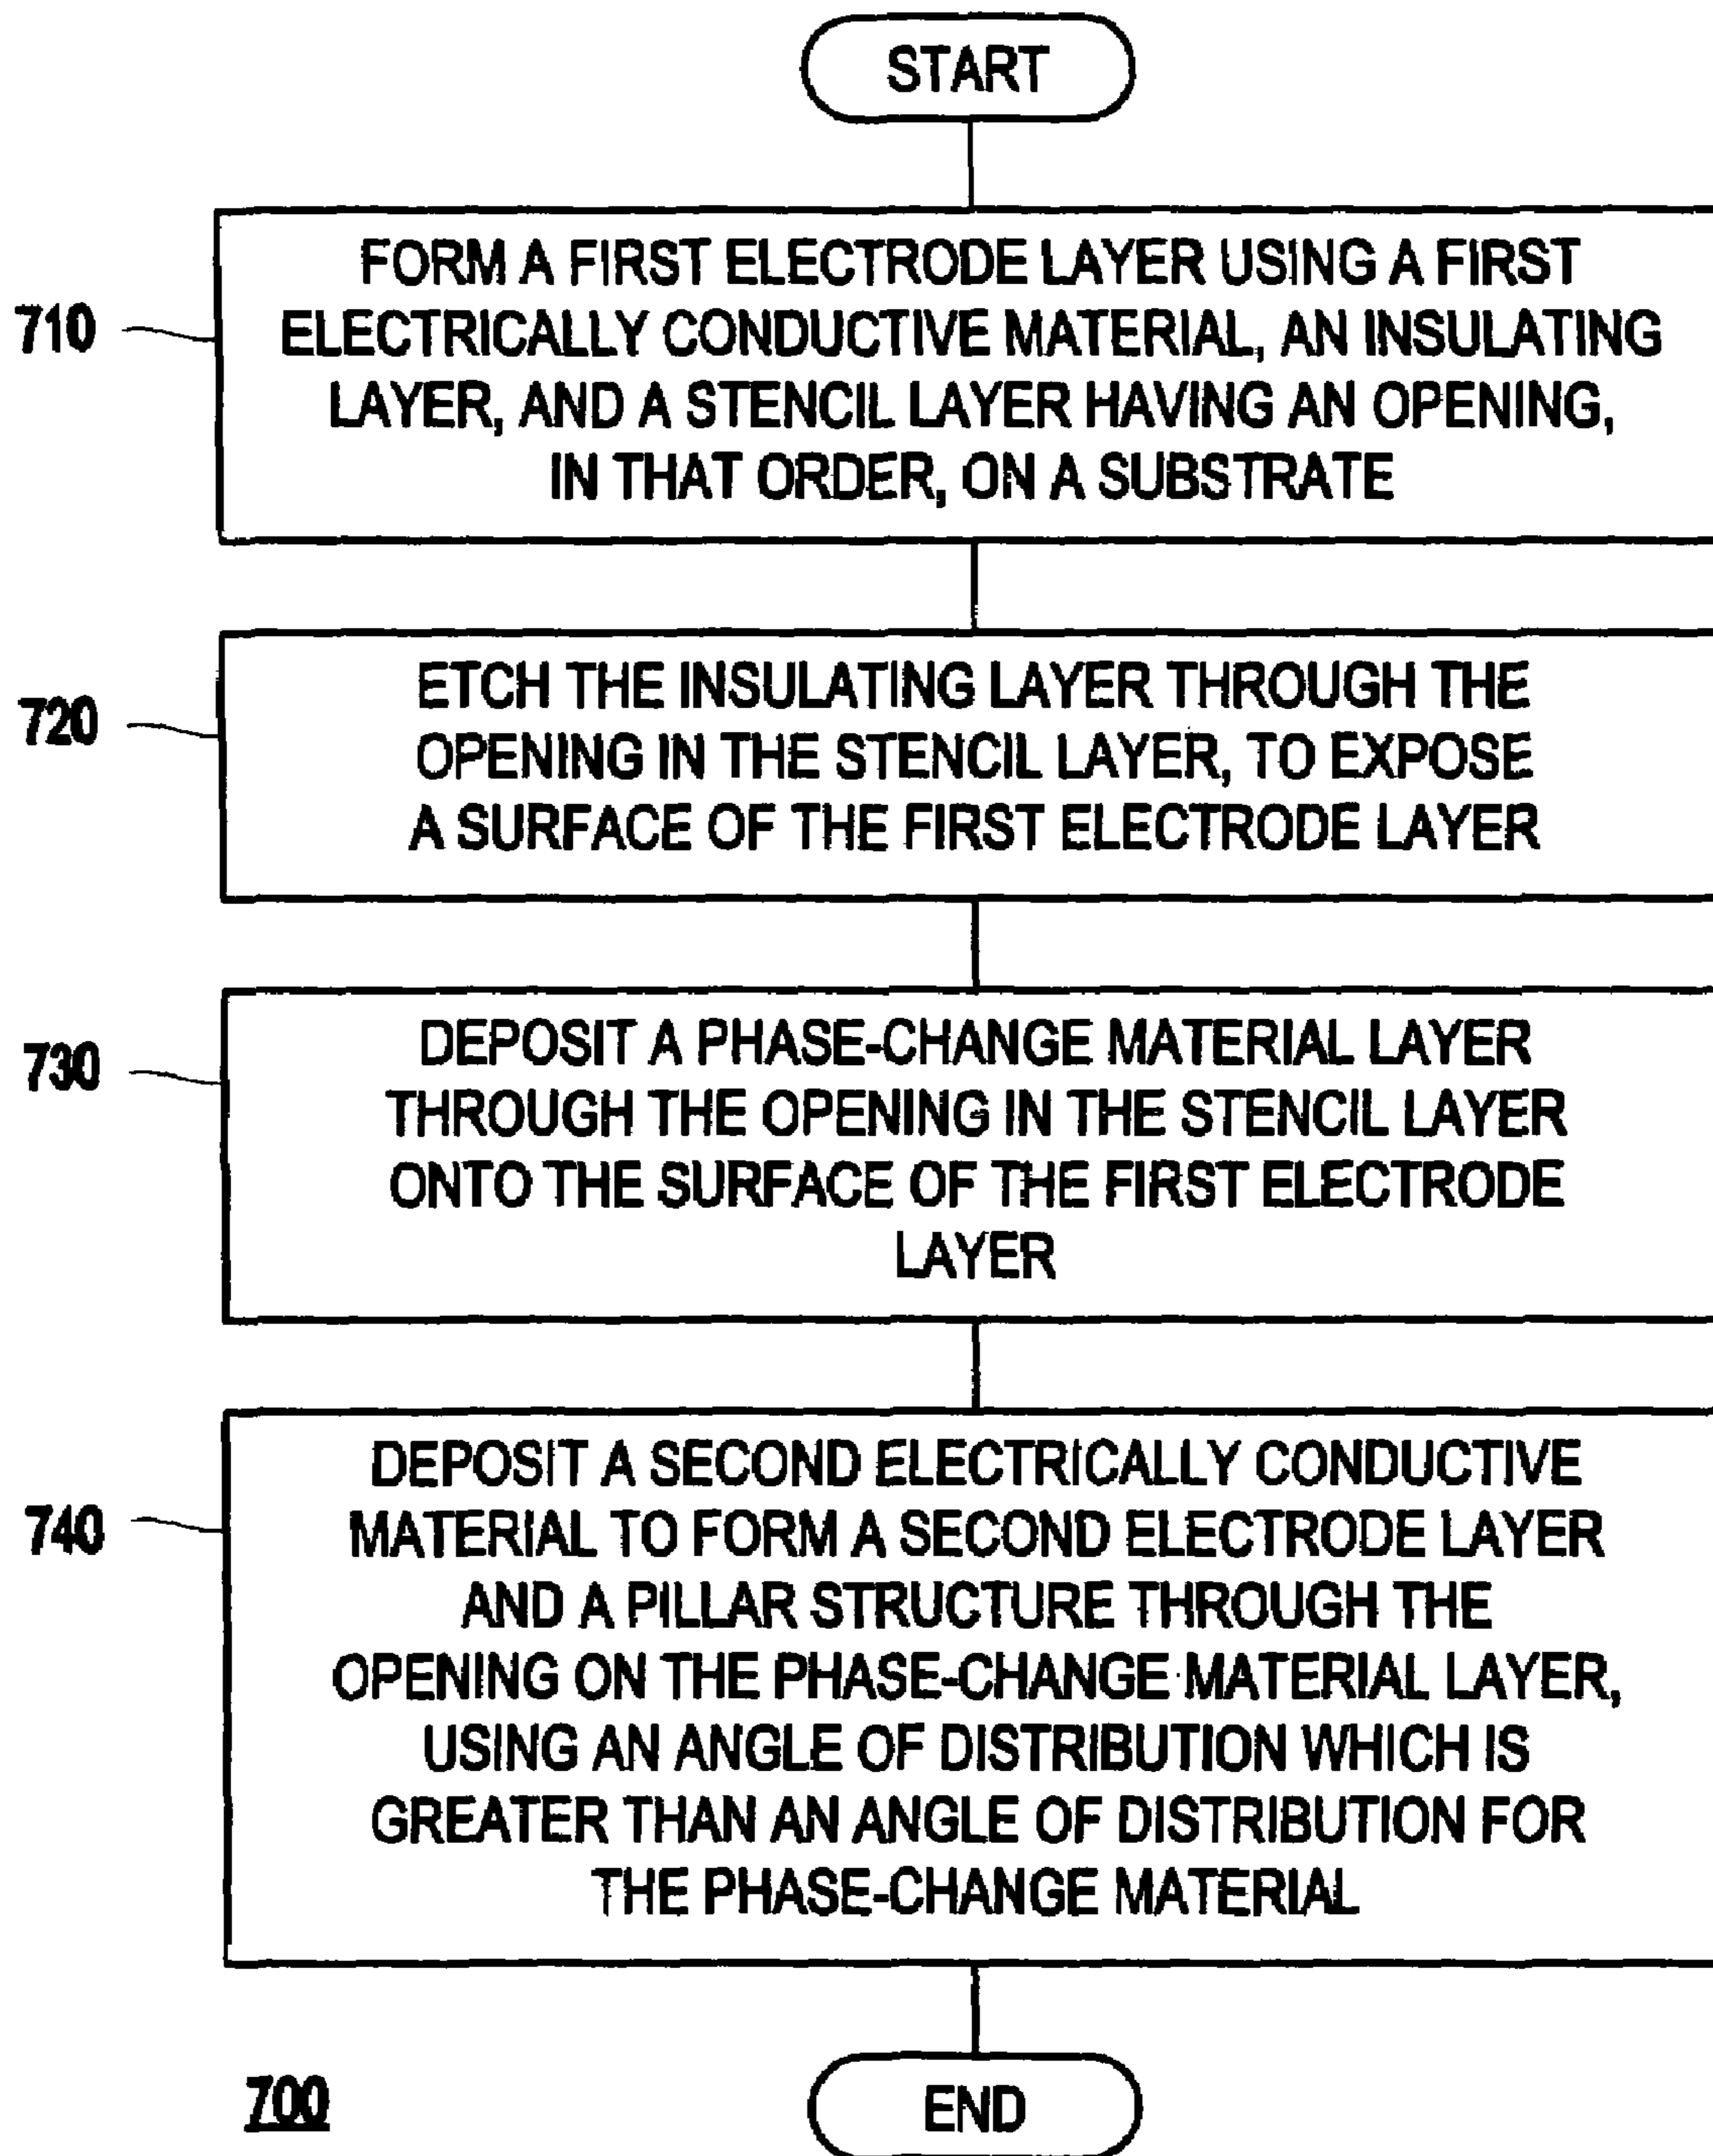 START
710
FORM A FIRST ELECTRODE LAYER USING A FIRST
ELECTRICALLY CONDUCTIVE MATERIAL, AN INSULATING
LAYER, AND A STENCIL LAYER HAVING AN OPENING,
IN THAT ORDER, ON A SUBSTRATE
720
ETCH THE INSULATING LAYER THROUGH THE
OPENING IN THE STENCIL LAYER, TO EXPOSE
A SURFACE OF THE FIRST ELECTRODE LAYER
730
DEPOSIT A PHASE-CHANGE MATERIAL LAYER
THROUGH THE OPENING IN THE STENCIL LAYER
ONTO THE SURFACE OF THE FIRST ELECTRODE
LAYER
740
DEPOSIT A SECOND ELECTRICALLY CONDUCTIVE
MATERIAL TO FORM A SECOND ELECTRODE LAYER
AND A PILLAR STRUCTURE THROUGH THE
OPENING ON THE PHASE-CHANGE MATERIAL LAYER,
USING AN ANGLE OF DISTRIBUTION WHICH IS
GREATER THAN AN ANGLE OF DISTRIBUTION FOR
THE PHASE-CHANGE MATERIAL
700
END